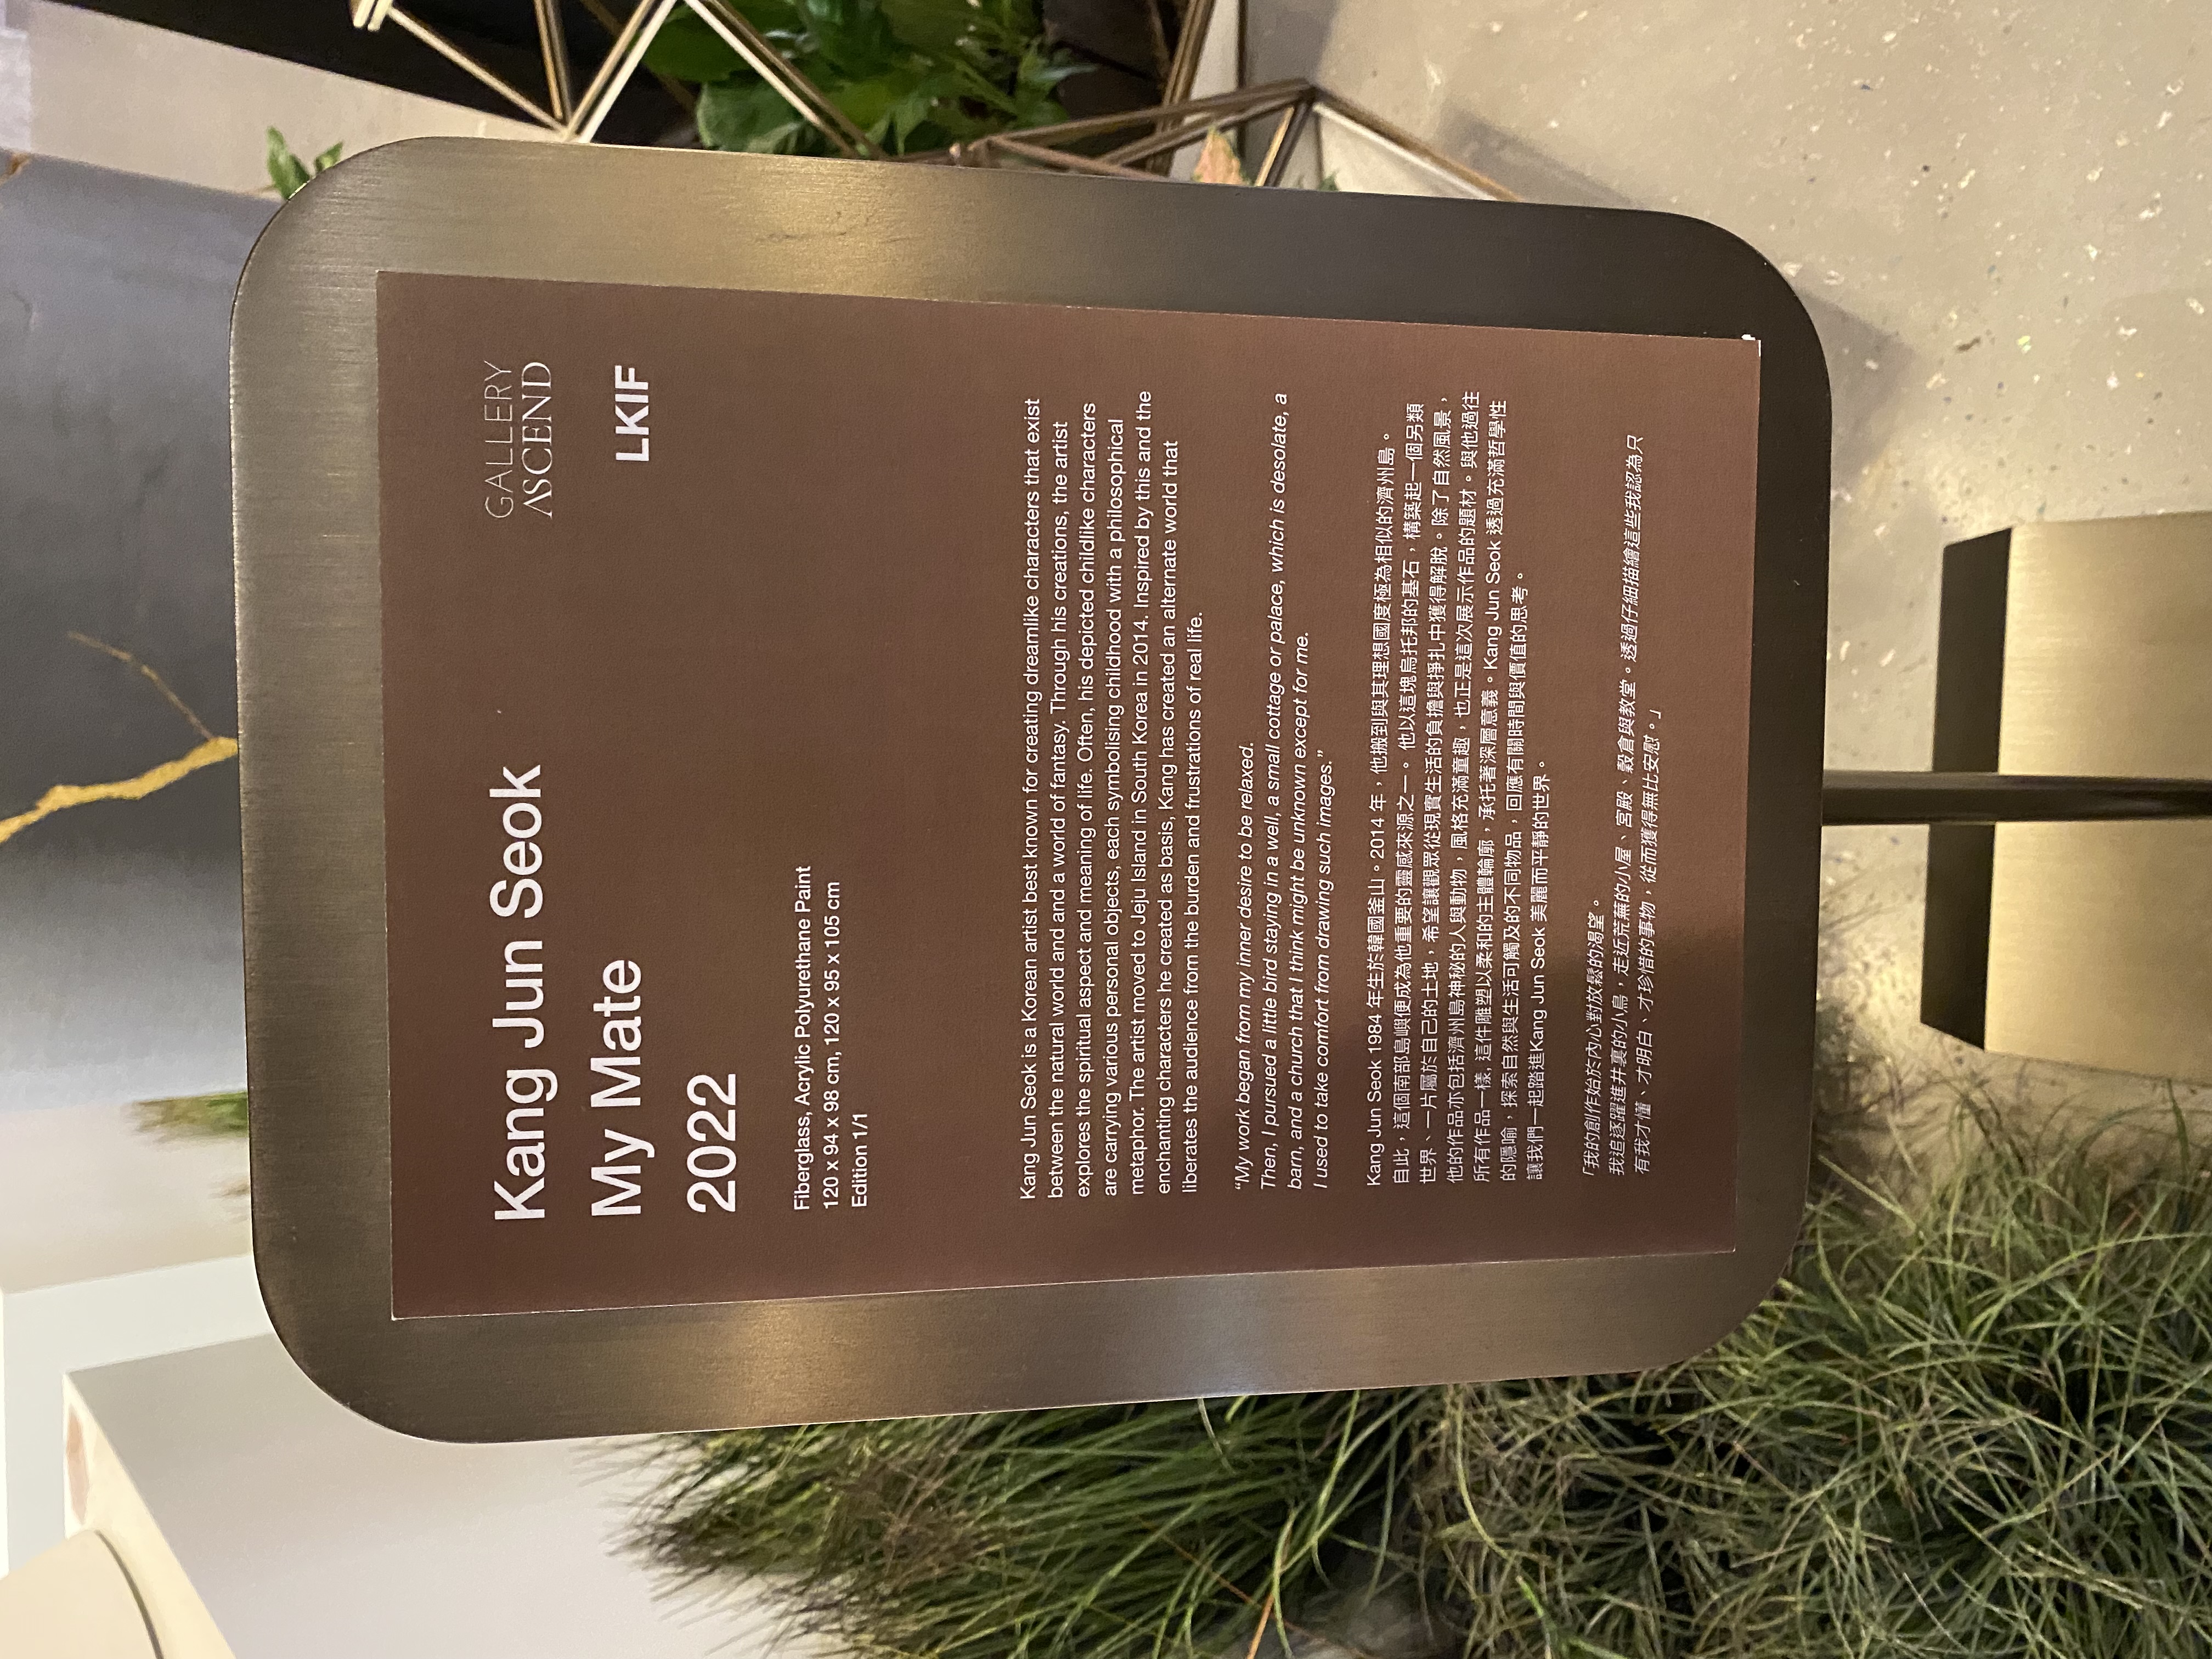 Kang Jun Seok
My Mate
2022
GALLERY
ASCEND
LKIF
Fiberglass, Acrylic Polyurethane Paint
120 x 94 x 98 cm, 120 x 95 x 105 cm
Edition 1/1
Kang Jun Seok is a Korean artist best known for creating dreamlike characters that exist
between the natural world and and a world of fantasy. Through his creations, the artist
explores the spiritual aspect and meaning of life. Often, his depicted childlike characters
are carrying various personal objects, each symbolising childhood with a philosophical
metaphor. The artist moved to Jeju Island in South Korea in 2014. Inspired by this and the
enchanting characters he created as basis, Kang has created an alternate world that
liberates the audience from the burden and frustrations of real life.
“My work began from my inner desire to be relaxed.
Then, I pursued a little bird staying in a well, a small cottage or palace, which is desolate, a
barn, and a church that I think might be unknown except for me.
I used to take comfort from drawing such images.”
Kang Jun Seok 1984 年生於韓國釜山。2014 年，他搬到與其理想國度極為相似的濟州島。
自此，這個南部島嶼便成為他重要的靈感來源之一。 他以這塊烏托邦的基石，構築起一個另類
世界、一片屬於自己的土地，希望讓觀眾從現實生活的負擔與掙扎中獲得解脫。除了自然風景，
他的作品亦包括濟州島神秘的人與動物，風格充滿童趣，也正是這次展示作品的題材。與他過往
所有作品一樣, 這件雕塑以柔和的主體輪廓，承托著深層意義。Kang Jun Seok 透過充滿哲學性
的隱喻，探索自然與生活可觸及的不同物品，回應有關時間與價值的思考。
讓我們一起踏進Kang Jun Seok 美麗而平靜的世界。
「我的創作始於內心對放鬆的渴望。
我追逐躍進井裏的小鳥，走近荒蕪的小屋、宮殿、穀倉與教堂。透過仔細描繪這些我認為只
有我才懂、才明白、才珍惜的事物，從而獲得無比安慰。」